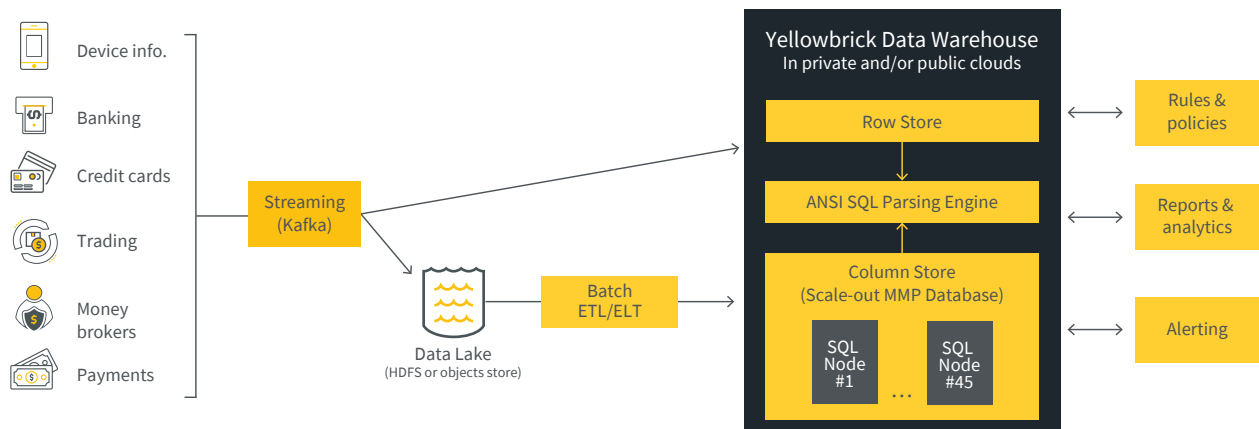 Device info.
Banking
Credit cards
Trading
Money
brokers
Payments
Streaming
(Kafka)
Data Lake
(HDFS or objects store)
Batch
ETL/ELT
Yellowbrick Data Warehouse
In private and/or public clouds
Row Store
ANSI SQL Parsing Engine
Column Store
(Scale-out MMP Database)
SQL
Node
#1
...
SQL
Node
#45
Rules &
policies
Reports &
analytics
Alerting